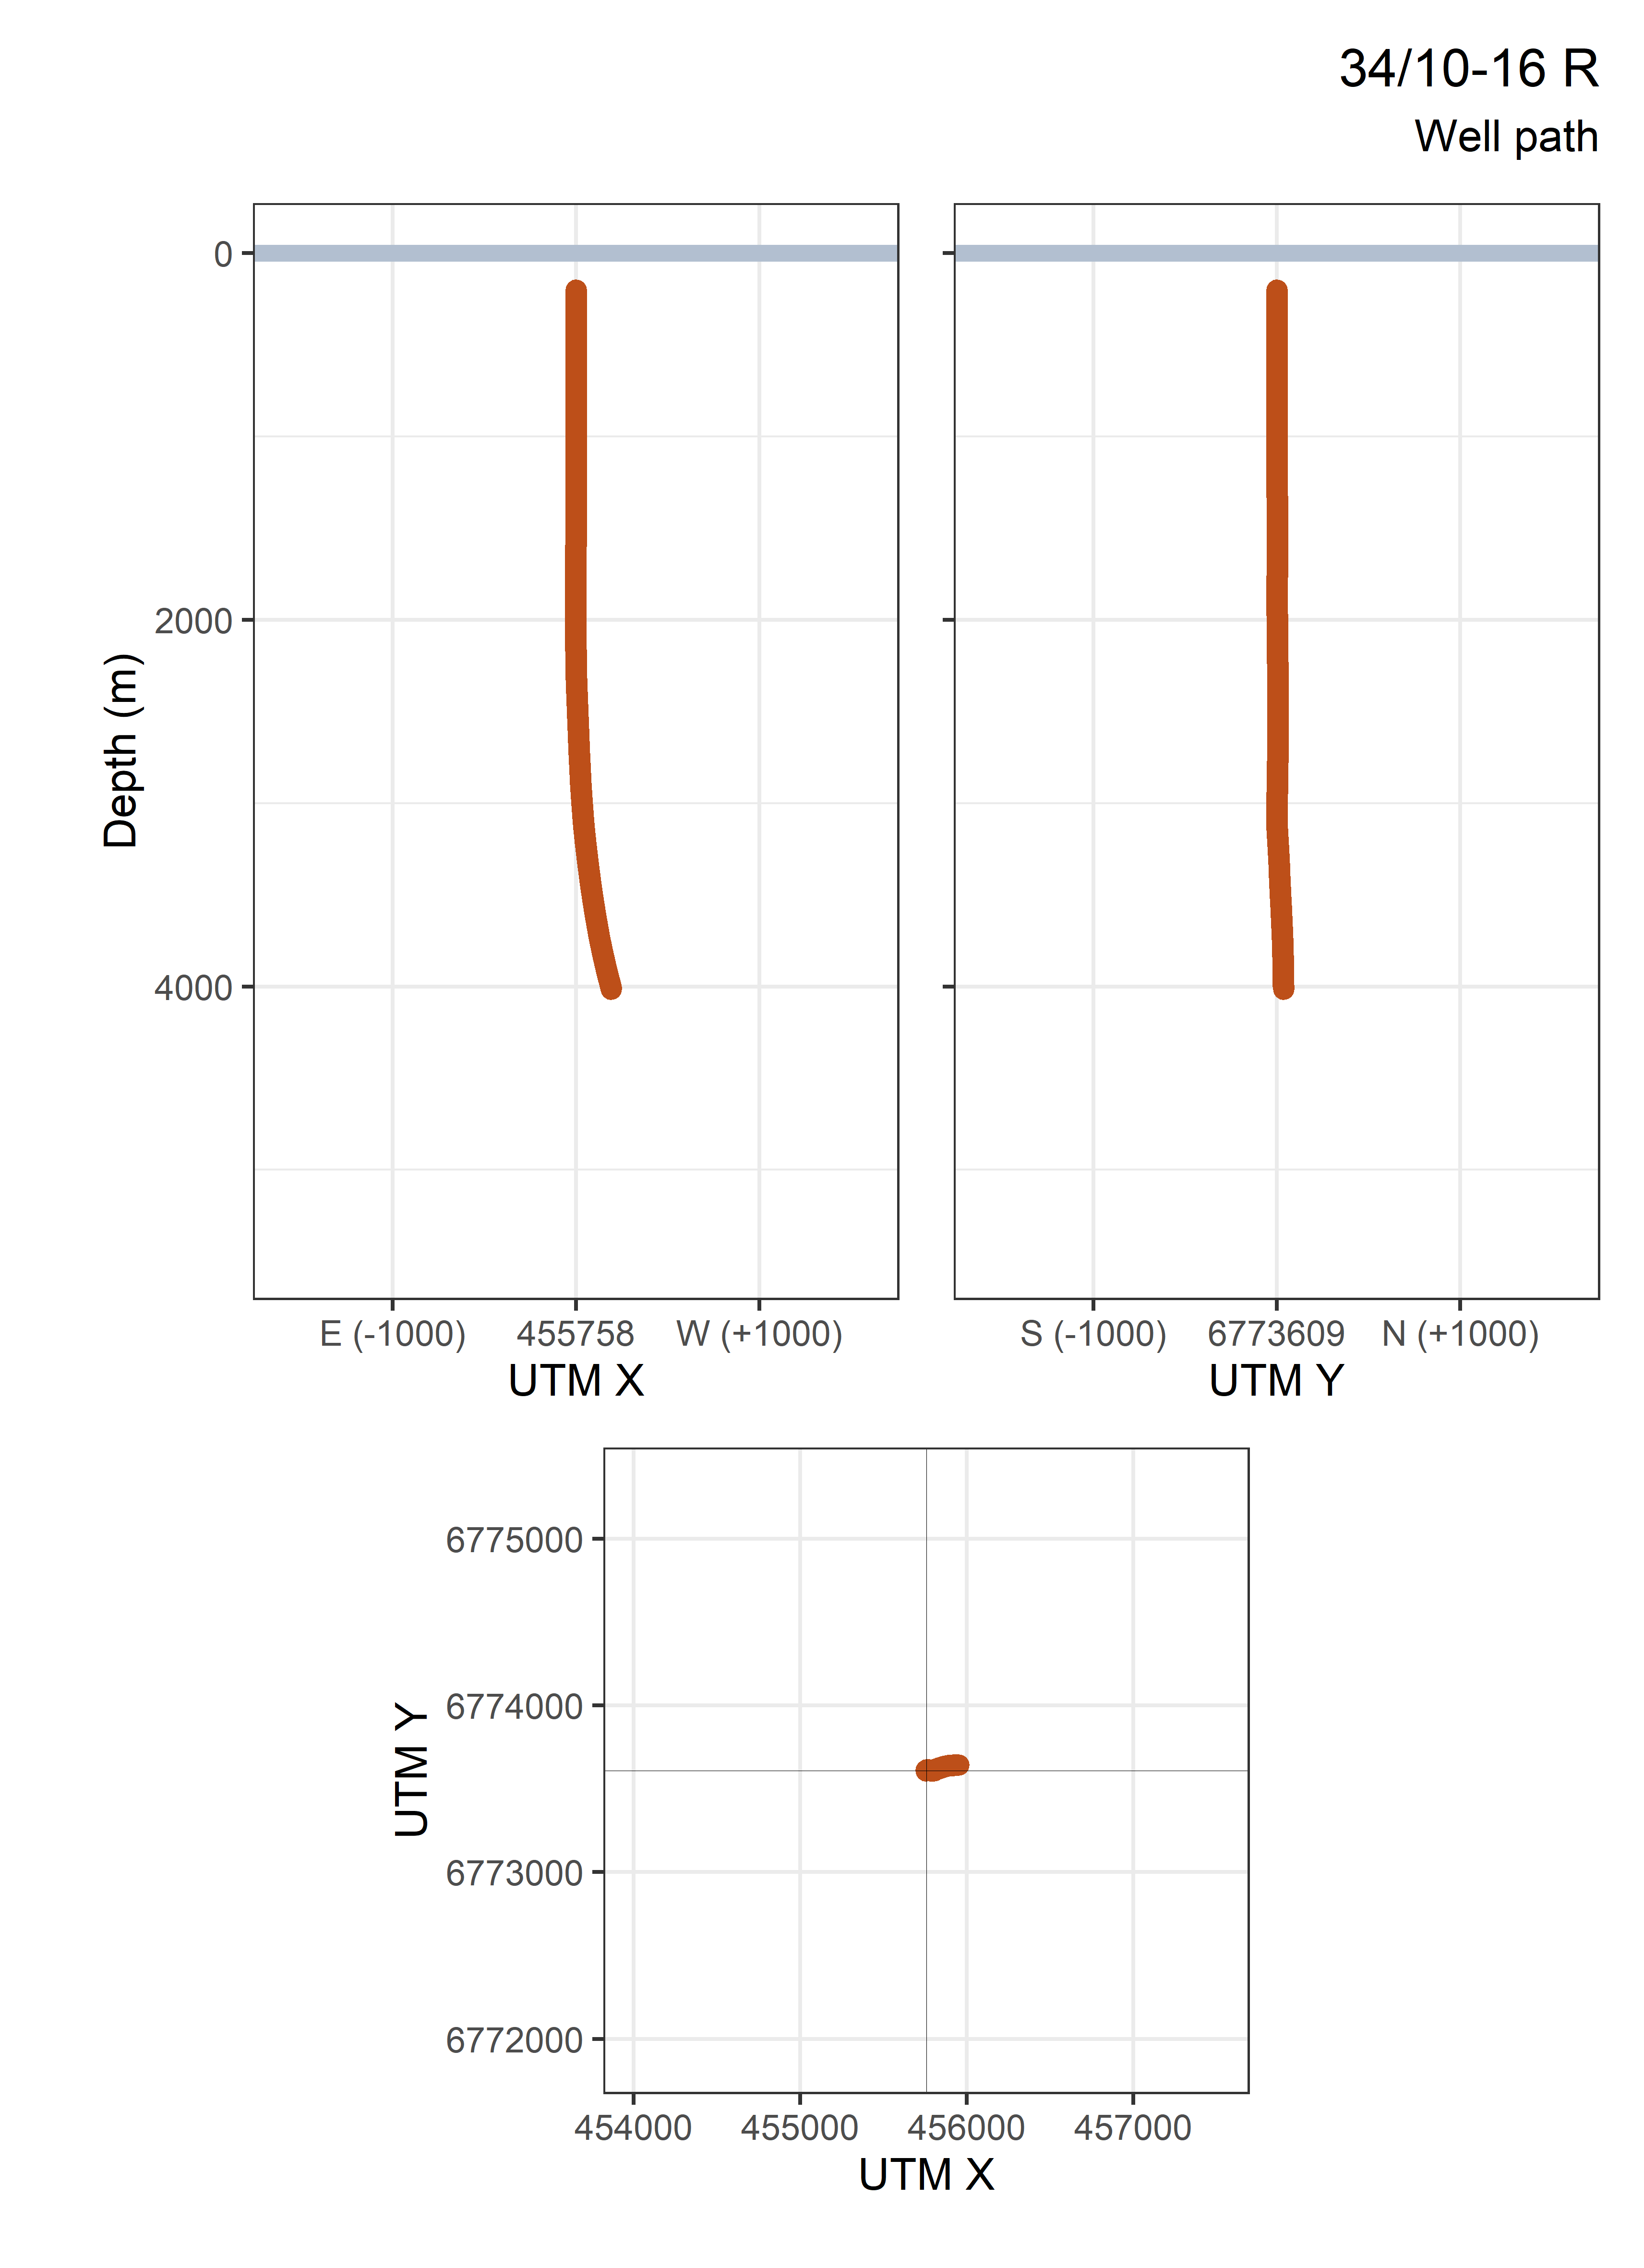 34/10-16 R
Well path
Depth (m)
0
2000
4000
E (-1000) 455758 W (+1000)
UTM X
S (-1000) 6773609 N (+1000)
UTM Y
UTM Y
6775000
6774000
6773000
6772000
454000 455000 456000 457000
UTM X